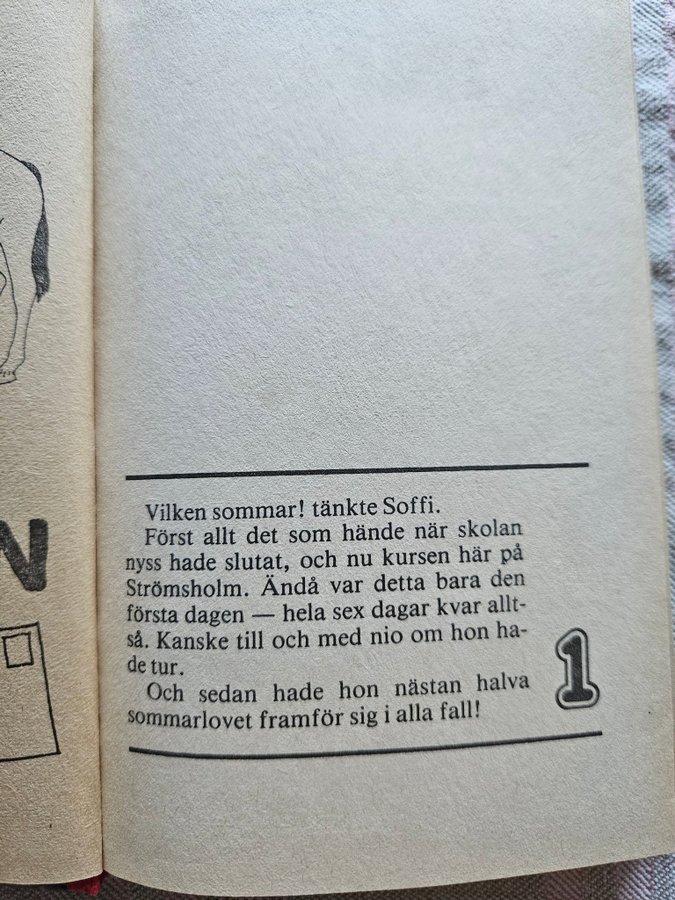 N
Vilken sommar! tänkte Soffi.
Först allt det som hände när skolan
nyss hade slutat, och nu kursen här på
Strömsholm. Ändå var detta bara den
första dagen — hela sex dagar kvar allt-
så. Kanske till och med nio om hon ha-
de tur.
Och sedan hade hon nästan halva
sommarlovet framför sig i alla fall!
1